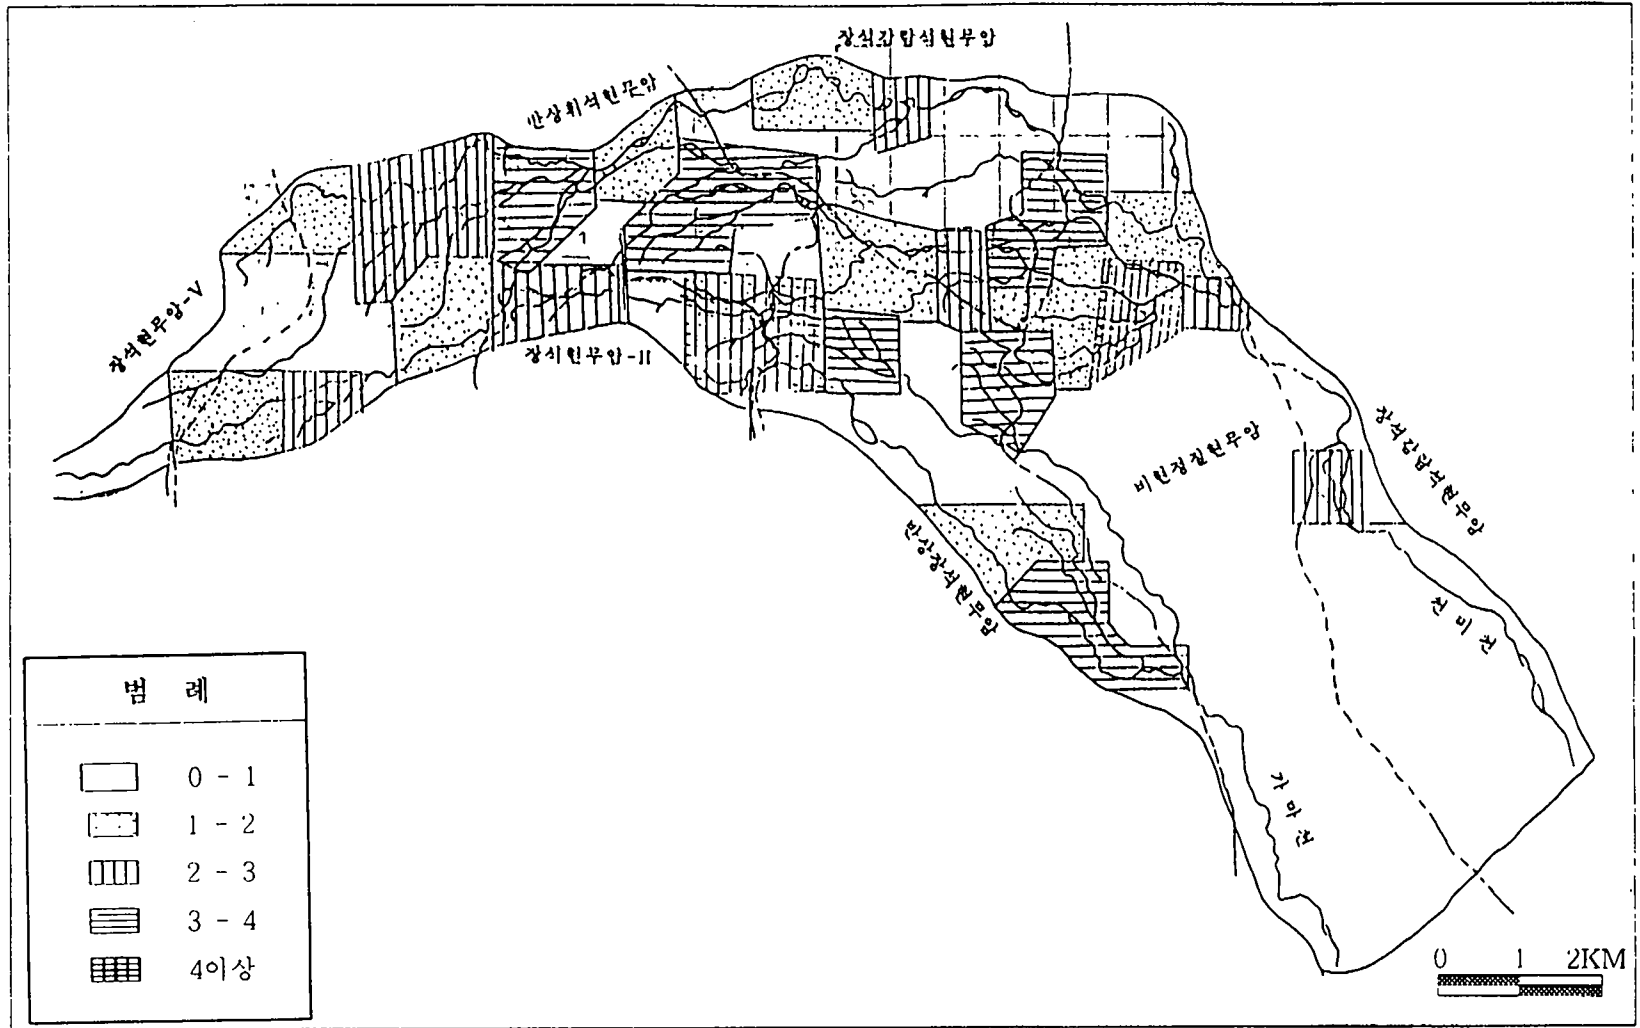 장석감람석현무암
반상휘석현무암
장석현무암-V
장석현무암-II
비현정질현무암
장석감람석현무암
반상장석현무암
천미천
가마천
범 례
0 - 1
1 - 2
2 - 3
3 - 4
4이상
0 1 2KM